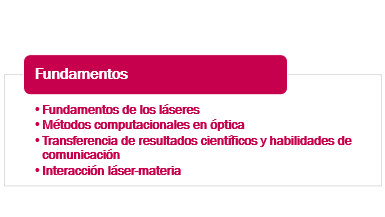 Fundamentos
• Fundamentos de los láseres
• Métodos computacionales en óptica
• Transferencia de resultados científicos y habilidades de
comunicación
• Interacción láser-materia